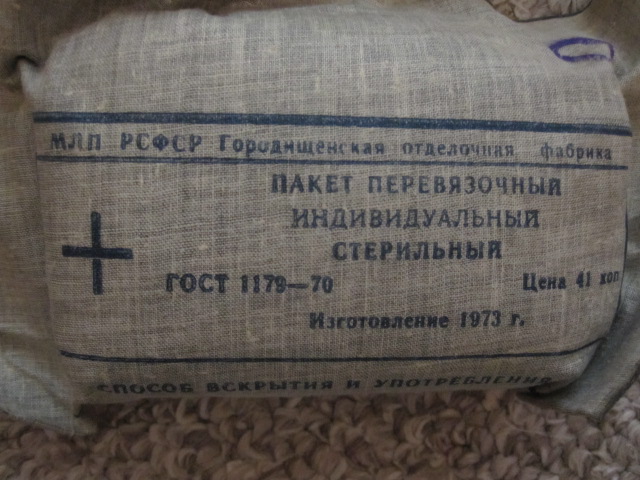 МЛП РСФСР Городищенская отделочная фабрика
ПАКЕТ ПЕРЕВЯЗОЧНЫЙ
ИНДИВИДУАЛЬНЫЙ
СТЕРИЛЬНЫЙ
ГОСТ 1179—70 Цена 41 коп
Изготовление 1973 г.
СПОСОБ ВСКРЫТИЯ И УПОТРЕБЛЕНИЯ